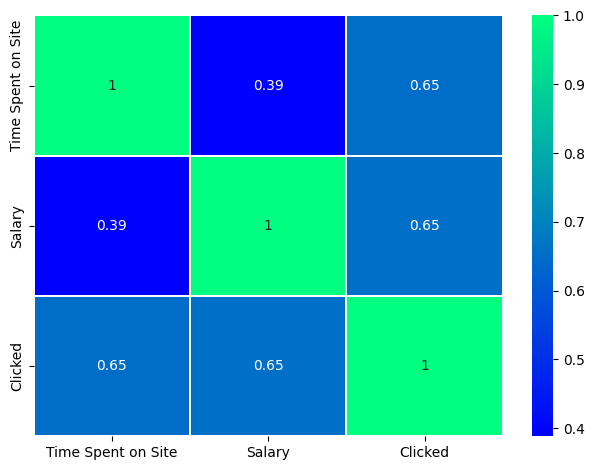 Time Spent on Site
1
0.39
0.65
Salary
0.39
1
0.65
Clicked
0.65
0.65
1
Time Spent on Site
Salary
Clicked
1.0
0.9
0.8
0.7
0.6
0.5
0.4